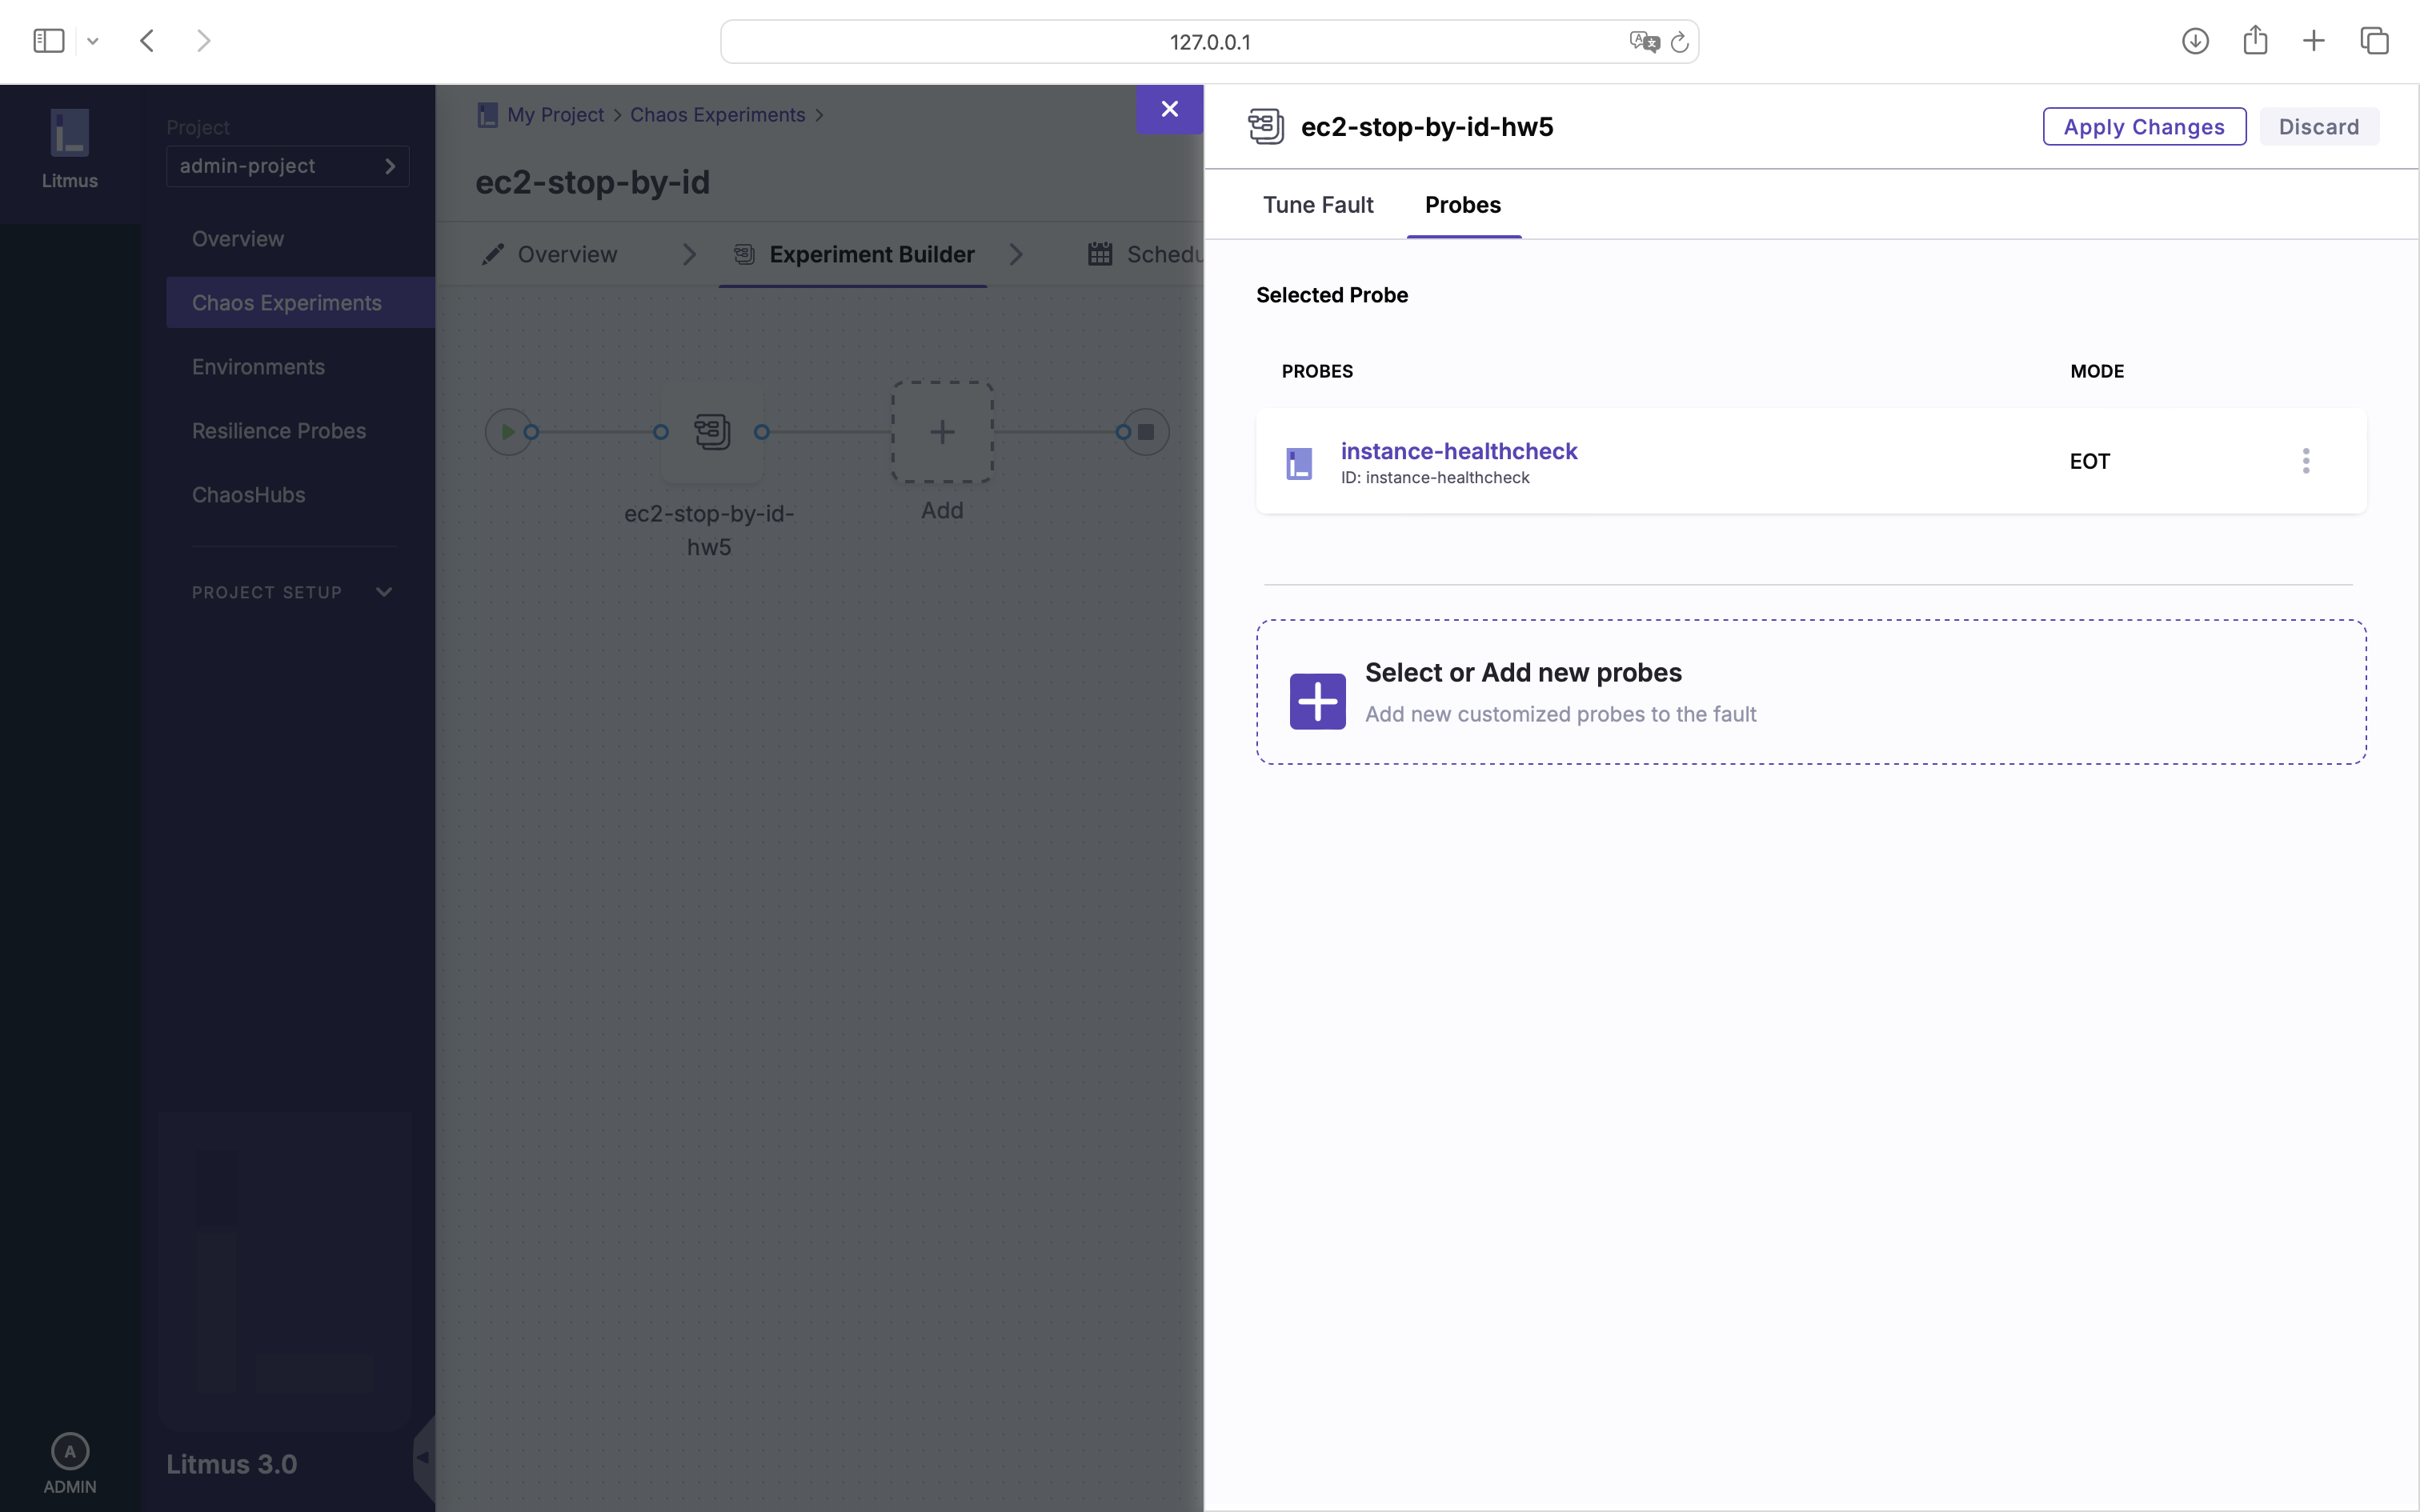 127.0.0.1
Litmus
Project
admin-project
Overview
Chaos Experiments
Environments
Resilience Probes
ChaosHubs
PROJECT SETUP
Litmus 3.0
A
ADMIN
My Project > Chaos Experiments >
ec2-stop-by-id
Overview
Experiment Builder
Schedu
ec2-stop-by-id-
hw5
Add
ec2-stop-by-id-hw5
Apply Changes
Discard
Tune Fault
Probes
Selected Probe
PROBES
MODE
instance-healthcheck
ID: instance-healthcheck
EOT
Select or Add new probes
Add new customized probes to the fault